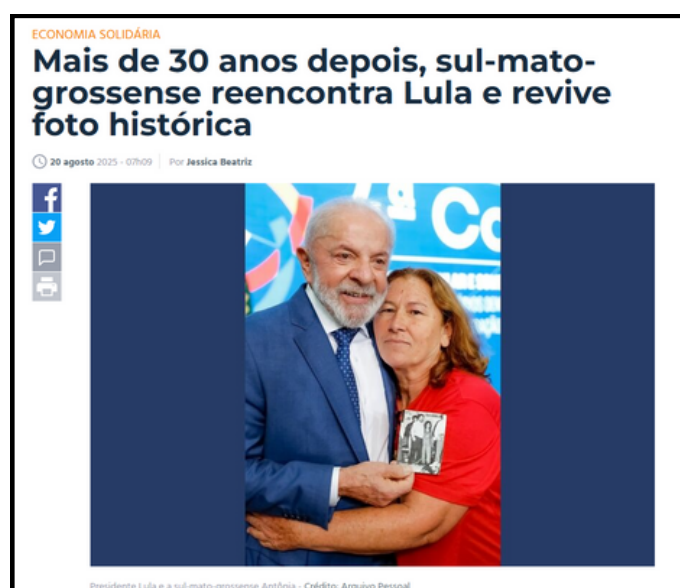 ECONOMIA SOLIDÁRIA
Mais de 30 anos depois, sul-mato-
grossense reencontra Lula e revive
foto histórica
20 agosto 2025 - 07h09 Por Jessica Beatriz
ª Co
Presidente Lula e a sul-mato-grossense Antônia - Crédito: Arquivo Pessoal